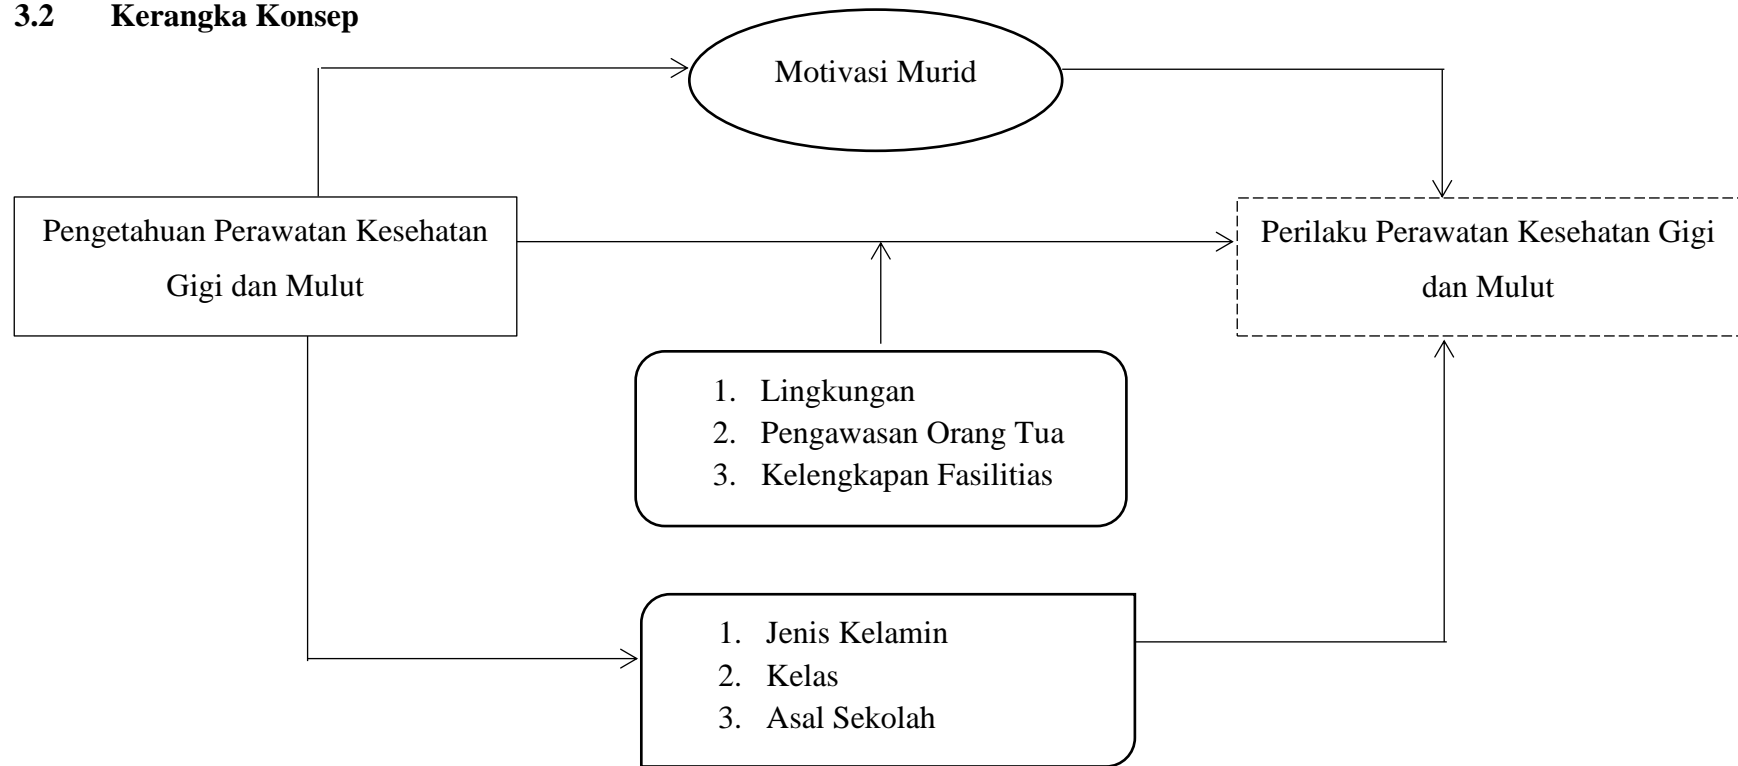 3.2 Kerangka Konsep
Motivasi Murid
Pengetahuan Perawatan Kesehatan
Gigi dan Mulut
Perilaku Perawatan Kesehatan Gigi
dan Mulut
1. Lingkungan
2. Pengawasan Orang Tua
3. Kelengkapan Fasilitias
1. Jenis Kelamin
2. Kelas
3. Asal Sekolah